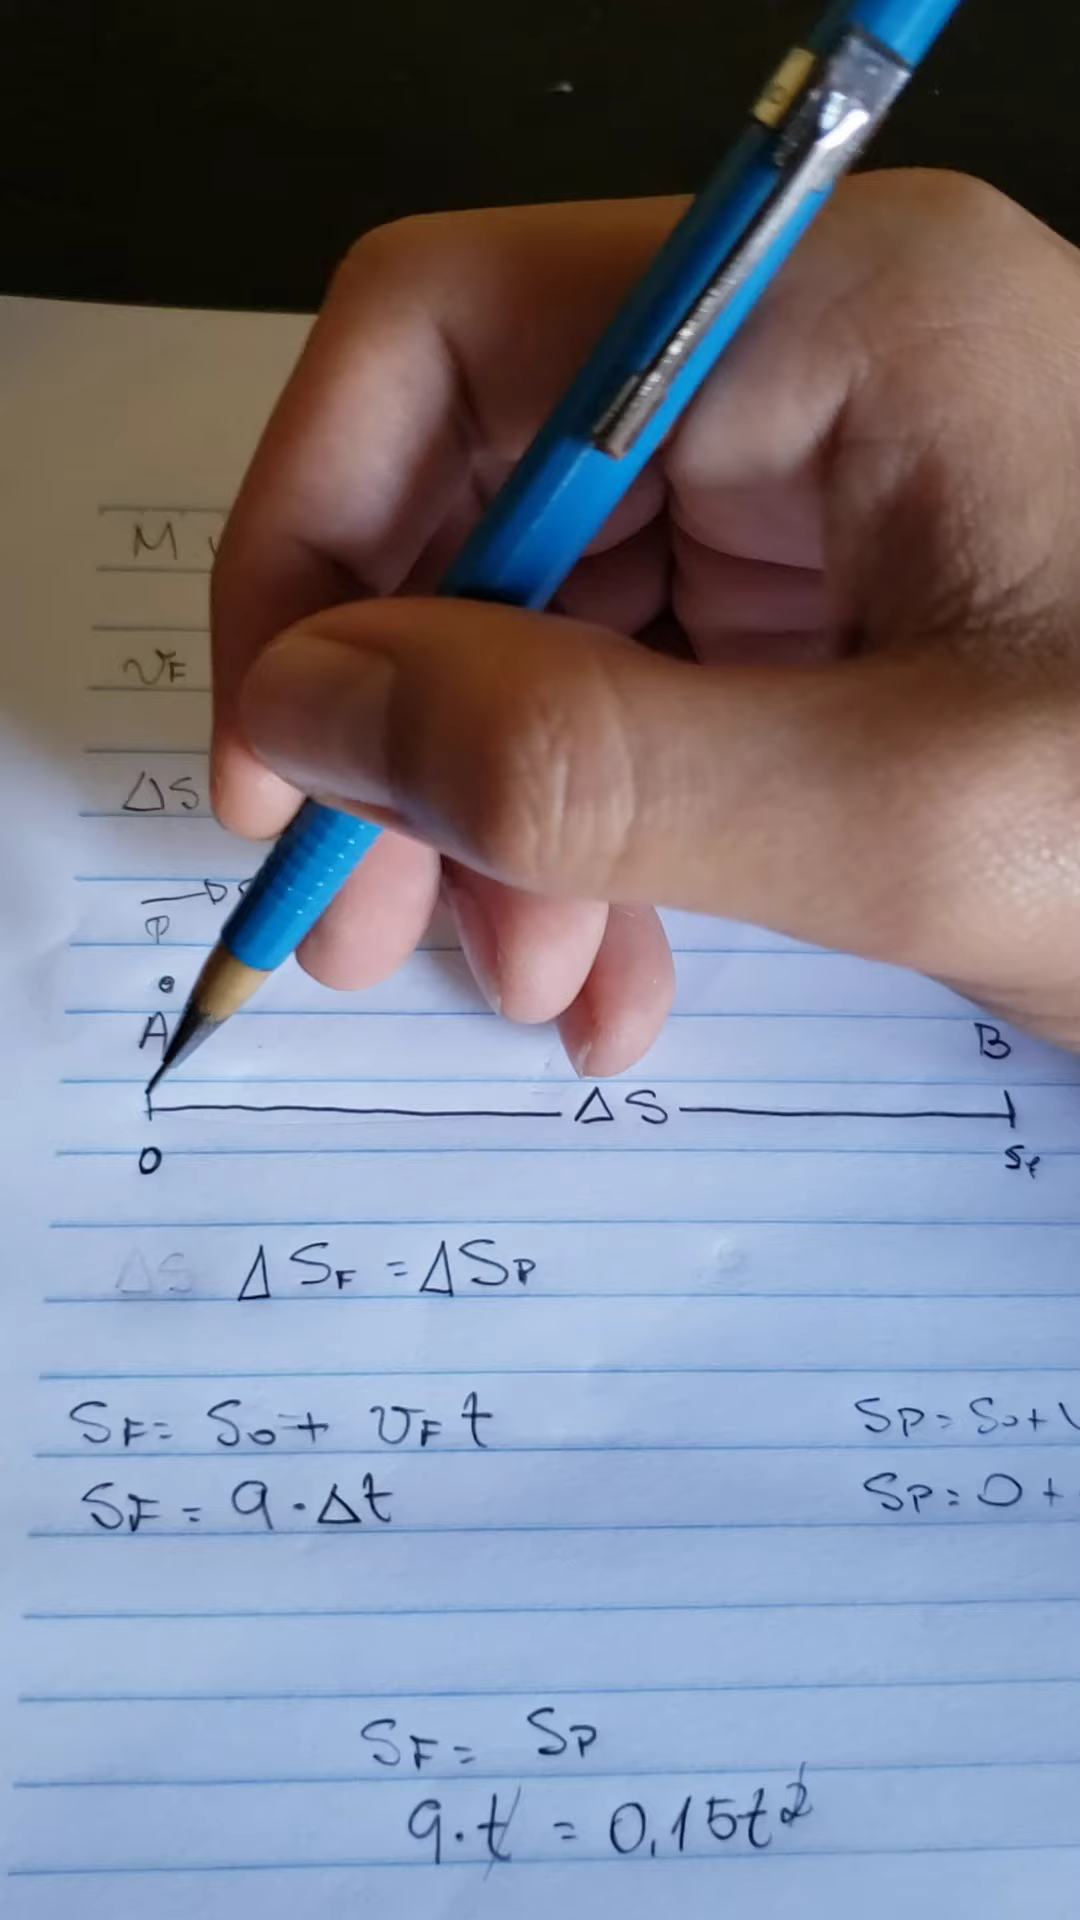 M
VF
ΔS
P
A B
ΔS
0 Sf
ΔS ΔSF = ΔSP
SF= S0+ VF t SP= S0+
SF = 9 · Δt SP= 0 +
SF = SP
9.t = 0,15t²